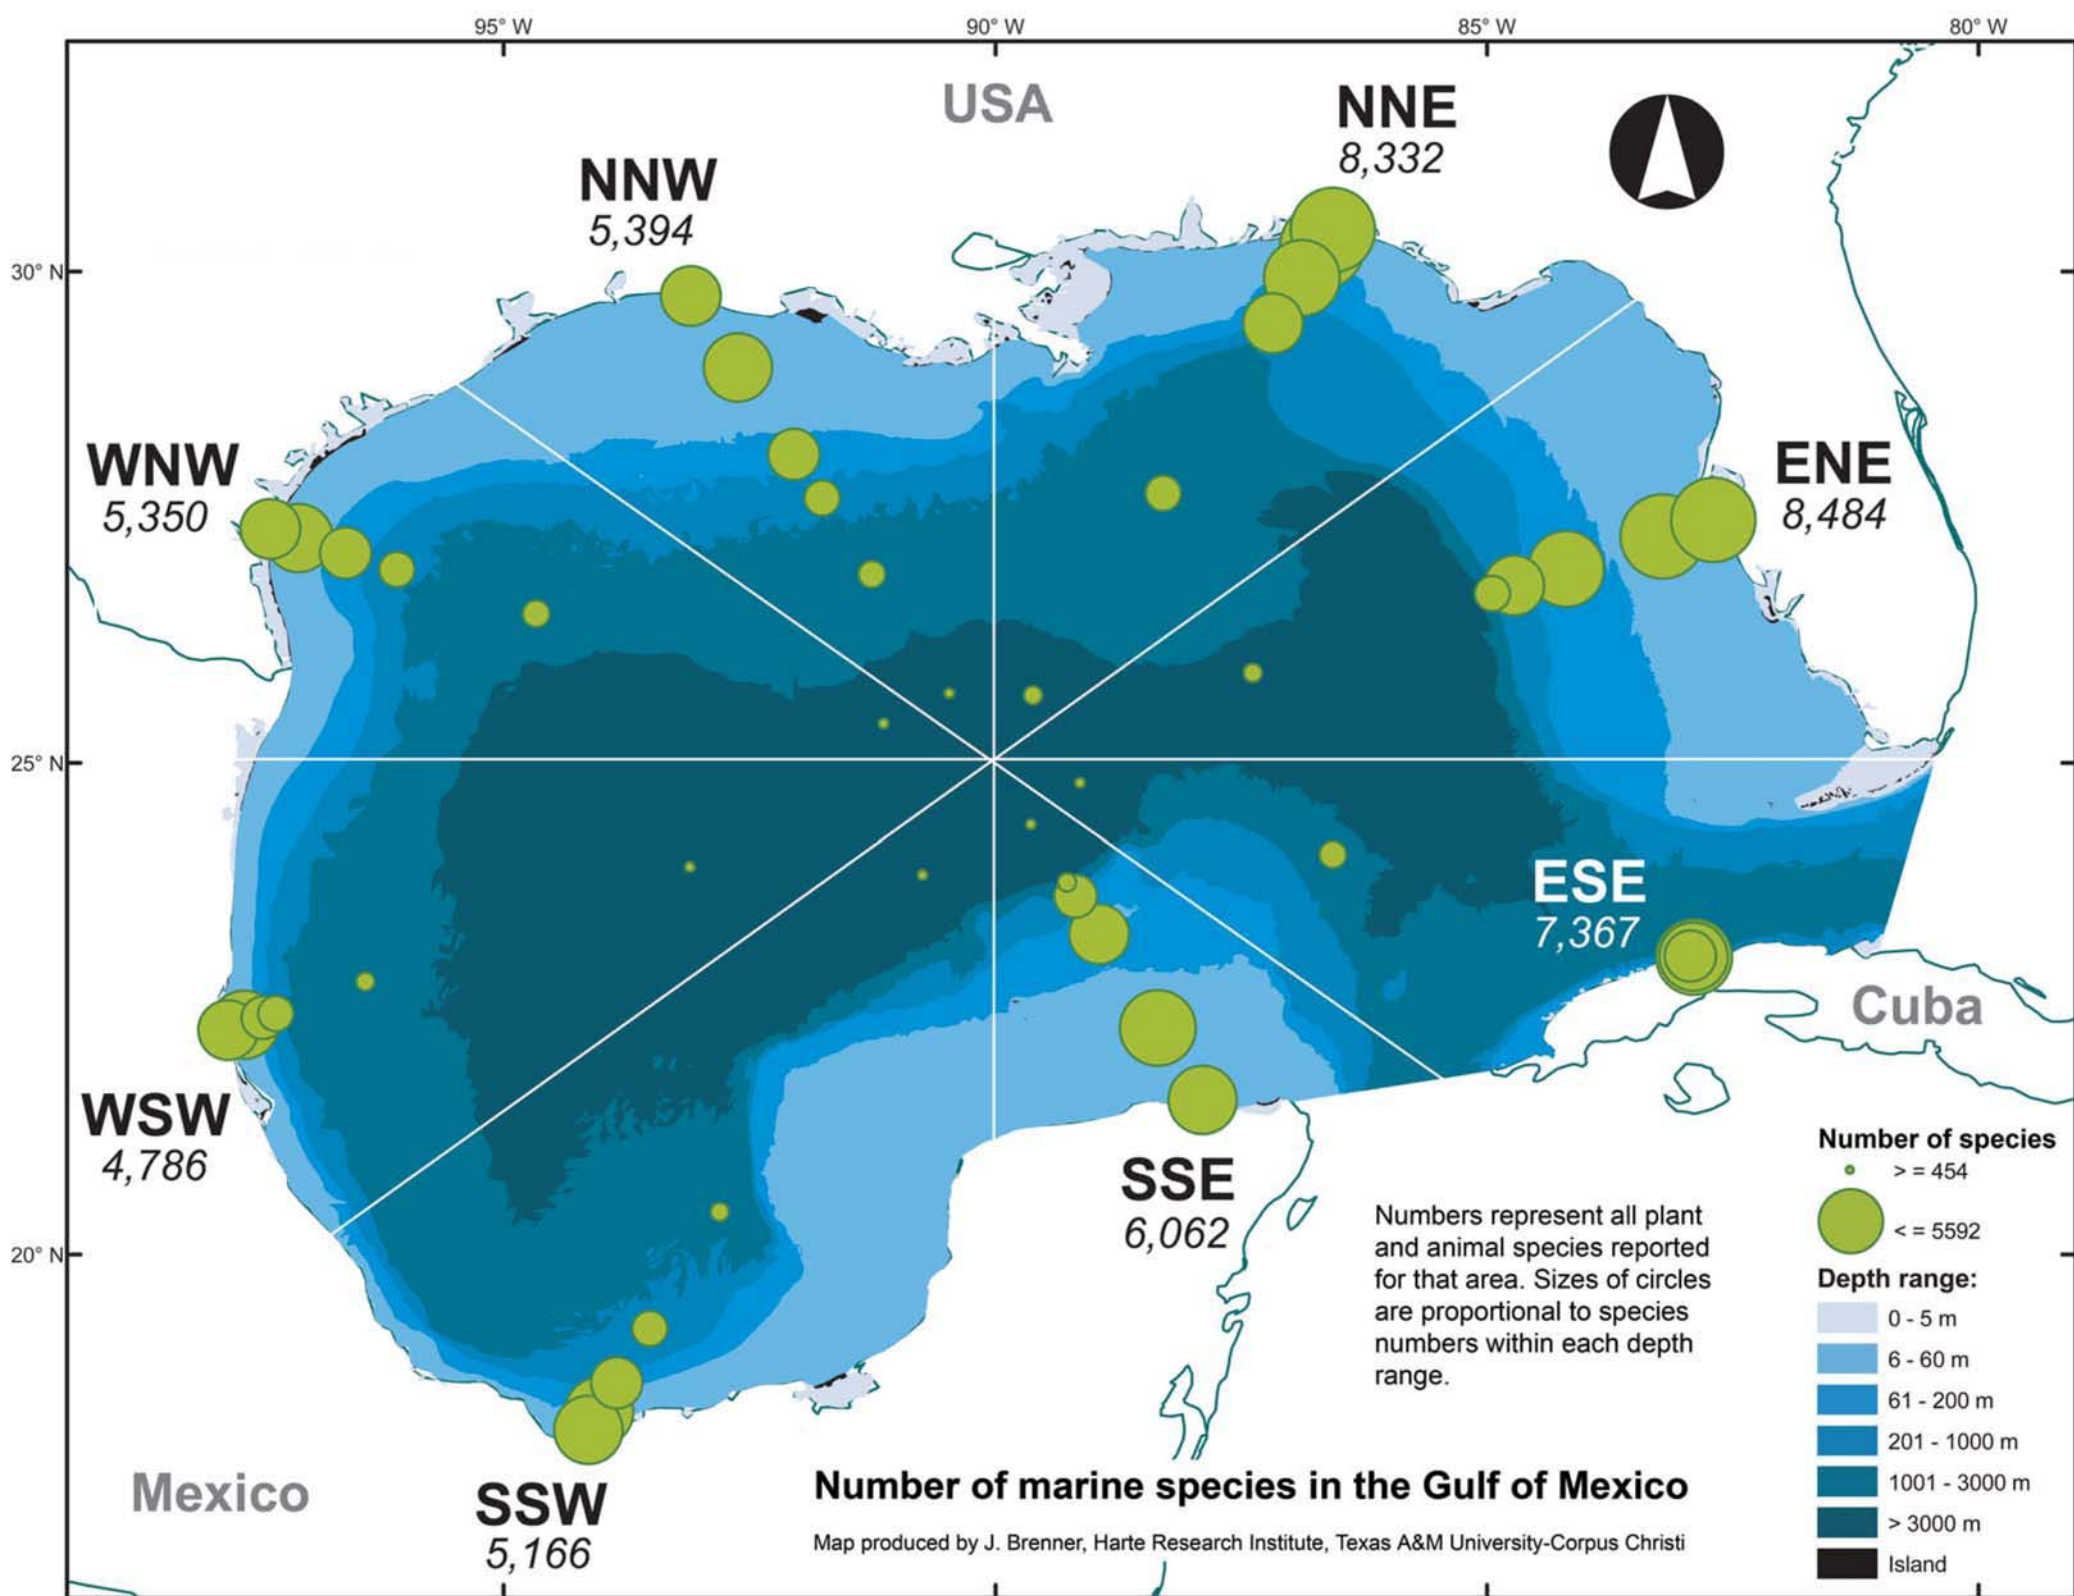 95° W
90° W
85° W
80° W
USA
NNE
8,332
NNW
5,394
30° N
WNW
5,350
ENE
8,484
25° N
ESE
7,367
Cuba
WSW
4,786
SSE
6,062
20° N
Numbers represent all plant
and animal species reported
for that area. Sizes of circles
are proportional to species
numbers within each depth
range.
Number of species
> = 454
< = 5592
Depth range:
0 - 5 m
6 - 60 m
61 - 200 m
201 - 1000 m
1001 - 3000 m
> 3000 m
Island
Mexico
SSW
5,166
Number of marine species in the Gulf of Mexico
Map produced by J. Brenner, Harte Research Institute, Texas A&M University-Corpus Christi